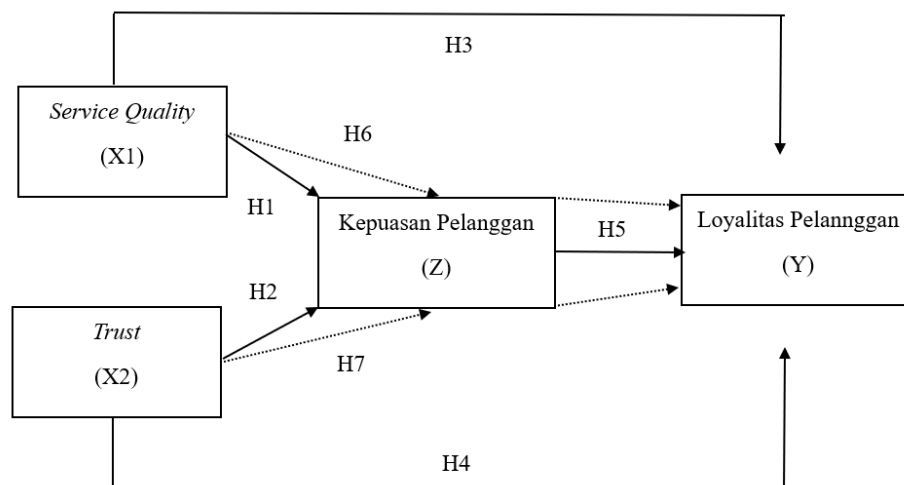 H3
Service Quality
(X1)
H6
H1
Kepuasan Pelanggan
(Z)
H5
Loyalitas Pelannggan
(Y)
H2
Trust
(X2)
H7
H4